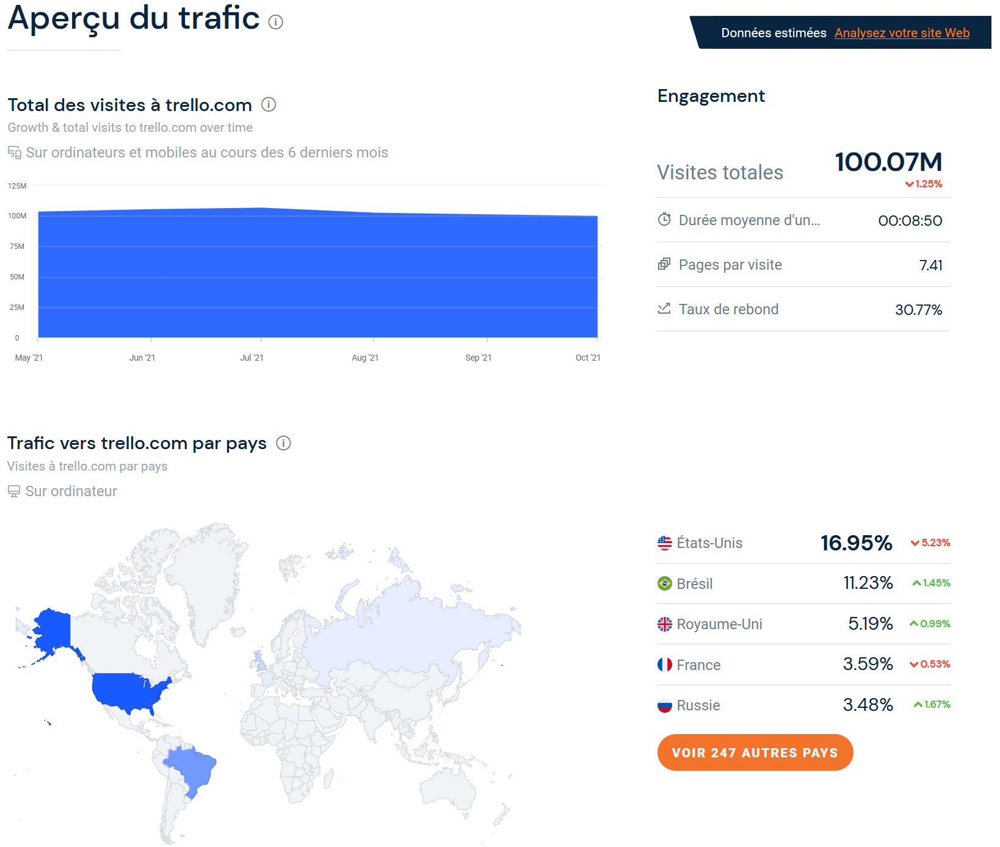 Aperçu du trafic
Données estimées Analysez votre site Web
Total des visites à trello.com
Growth & total visits to trello.com over time
Sur ordinateurs et mobiles au cours des 6 derniers mois
125M
100M
75M
50M
25M
0
May '21 Jun '21 Jul '21 Aug '21 Sep '21 Oct '21
Engagement
Visites totales 100.07M
1.25%
Durée moyenne d'un... 00:08:50
Pages par visite 7.41
Taux de rebond 30.77%
Trafic vers trello.com par pays
Visites à trello.com par pays
Sur ordinateur
États-Unis 16.95% 5.23%
Brésil 11.23% 1.45%
Royaume-Uni 5.19% 0.99%
France 3.59% 0.53%
Russie 3.48% 1.67%
VOIR 247 AUTRES PAYS